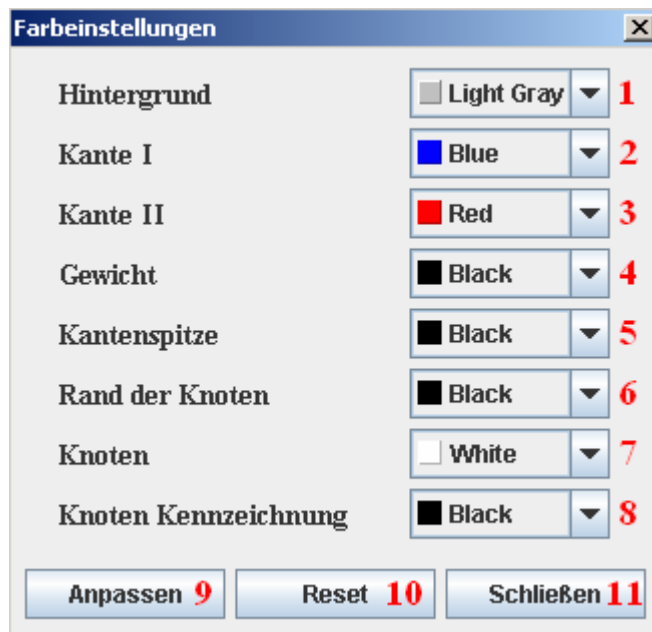 Farbeinstellungen
Hintergrund Light Gray 1
Kante I Blue 2
Kante II Red 3
Gewicht Black 4
Kantenspitze Black 5
Rand der Knoten Black 6
Knoten White 7
Knoten Kennzeichnung Black 8
Anpassen 9 Reset 10 Schließen 11